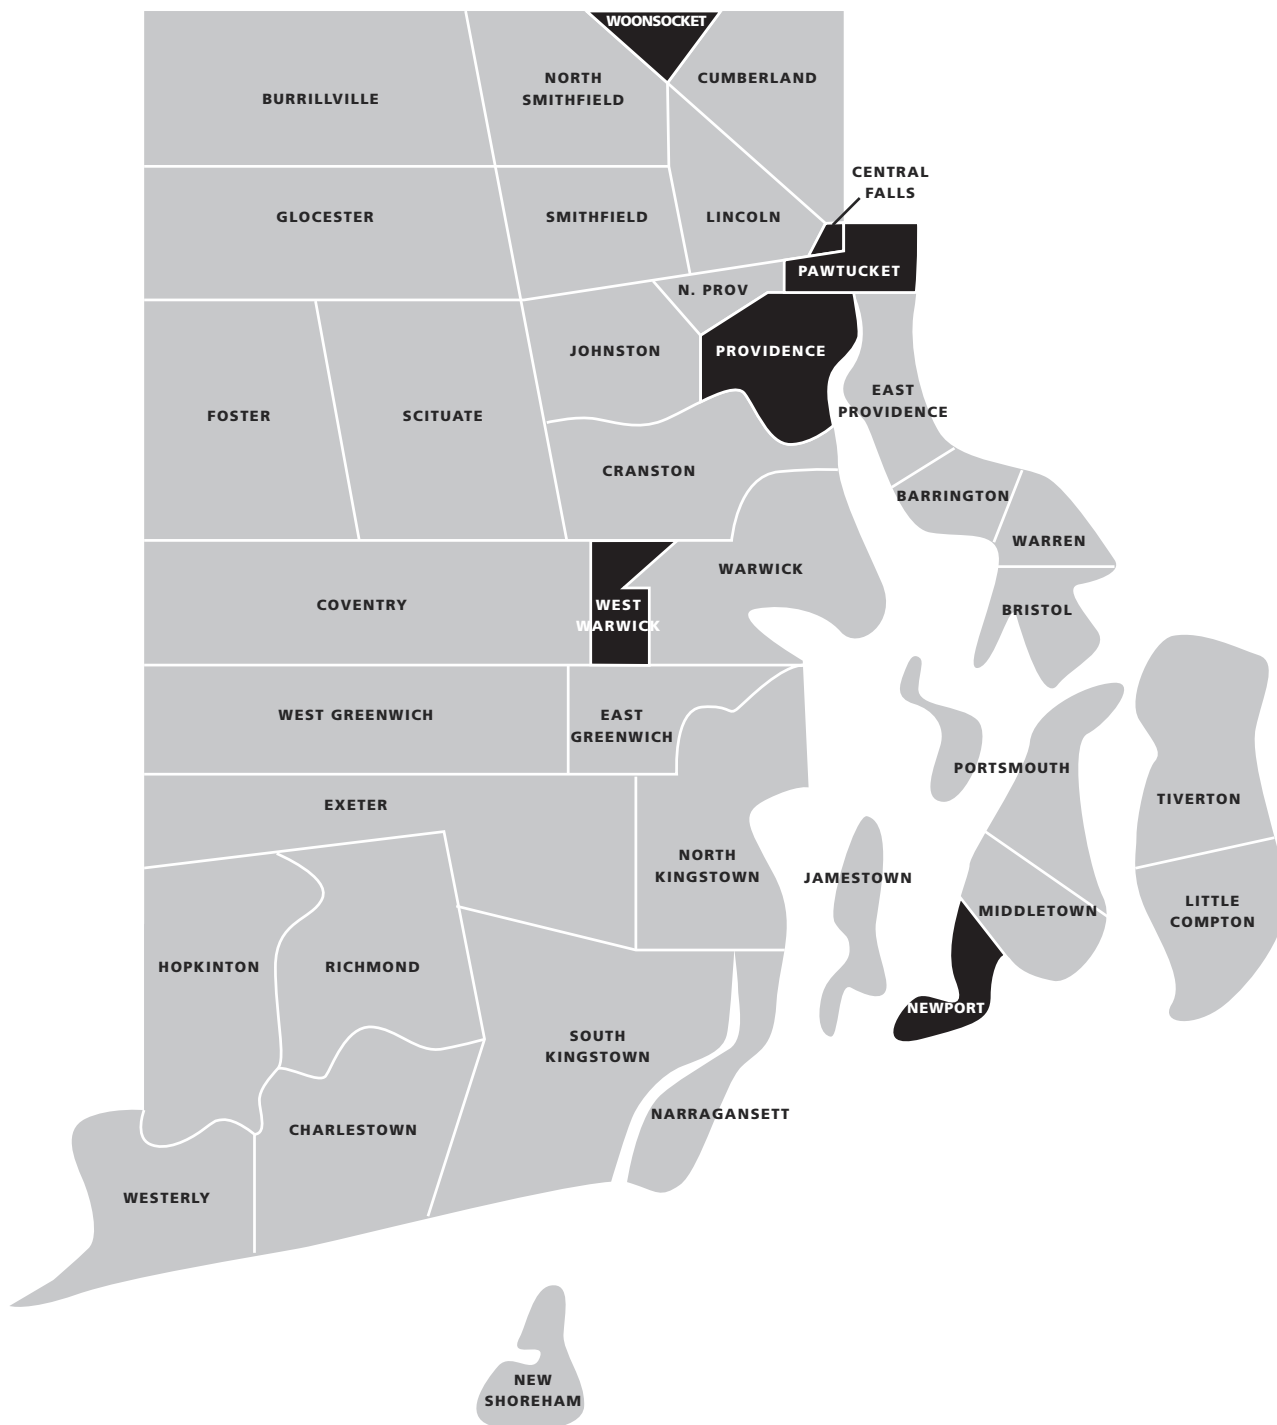 WOONSOCKET
NORTH
SMITHFIELD
CUMBERLAND
BURRILLVILLE
CENTRAL
FALLS
GLOCESTER
SMITHFIELD
LINCOLN
PAWTUCKET
N. PROV
JOHNSTON
PROVIDENCE
EAST
PROVIDENCE
FOSTER
SCITUATE
CRANSTON
BARRINGTON
WARREN
WARWICK
COVENTRY
WEST
WARWICK
BRISTOL
WEST GREENWICH
EAST
GREENWICH
PORTSMOUTH
TIVERTON
EXETER
NORTH
KINGSTOWN
JAMESTOWN
MIDDLETOWN
LITTLE
COMPTON
HOPKINTON
RICHMOND
NEWPORT
SOUTH
KINGSTOWN
NARRAGANSETT
CHARLESTOWN
WESTERLY
NEW
SHOREHAM